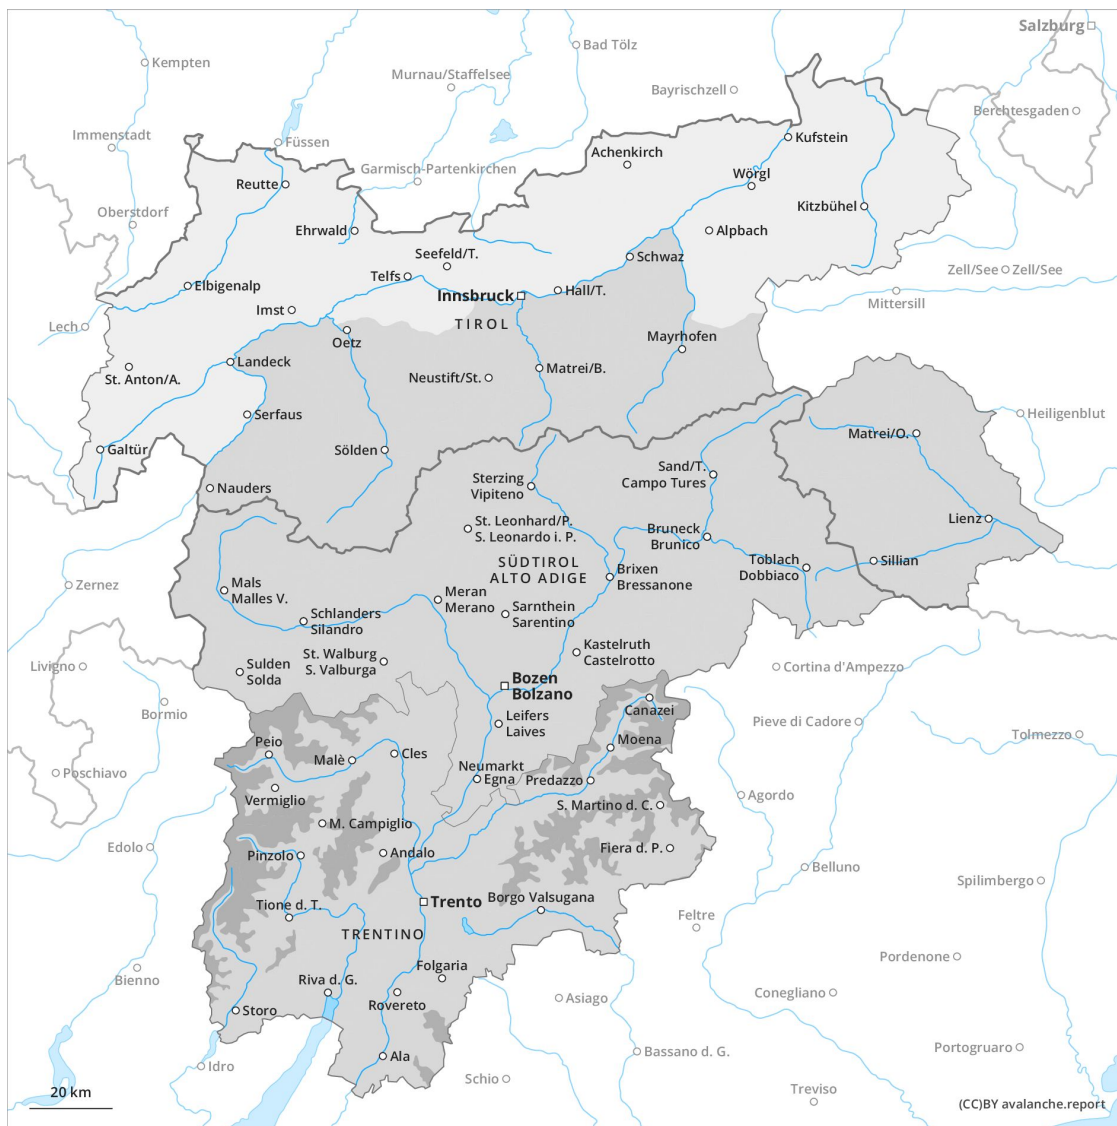 Salzburg
Kempten
Bad Tölz
Murnau/Staffelsee
Bayrischzell
Berchtesgaden
Immenstadt
Füssen
Kufstein
Achenkirch
Garmisch-Partenkirchen
Wörgl
Reutte
Oberstdorf
Kitzbühel
Ehrwald
Alpbach
Seefeld/T.
Schwaz
Telfs
Zell/See
Zell/See
Elbigenalp
Innsbruck
Hall/T.
Mittersill
Imst
TIROL
Lech
Oetz
Mayrhofen
Landeck
Matrei/B.
St. Anton/A.
Neustift/St.
Serfaus
Heiligenblut
Matrei/O.
Galtür
Sölden
Sand/T.
Campo Tures
Sterzing
Vipiteno
Nauders
St. Leonhard/P.
S. Leonardo i. P.
Lienz
Bruneck
Brunico
SÜDTIROL
ALTO ADIGE
Toblach
Dobbiaco
Sillian
Brixen
Bressanone
Zernez
Mals
Malles V.
Meran
Merano
Sarnthein
Sarentino
Schlanders
Silandro
Kastelruth
Castelrotto
St. Walburg
S. Valburga
Livigno
Sulden
Solda
Cortina d'Ampezzo
Bozen
Bolzano
Bormio
Canazei
Leifers
Laives
Pieve di Cadore
Tolmezzo
Moena
Peio
Cles
Malè
Poschiavo
Neumarkt
Egna
Predazzo
Vermiglio
Agordo
S. Martino d. C.
M. Campiglio
Edolo
Fiera d. P.
Pinzolo
Andalo
Belluno
Spilimbergo
Trento
Borgo Valsugana
Tione d. T.
Feltre
TRENTINO
Pordenone
Bienno
Folgaria
Riva d. G.
Conegliano
Rovereto
Asiago
Storo
Portogruaro
Bassano d. G.
Ala
Idro
Schio
Treviso
20 km
(CC)BY avalanche.report